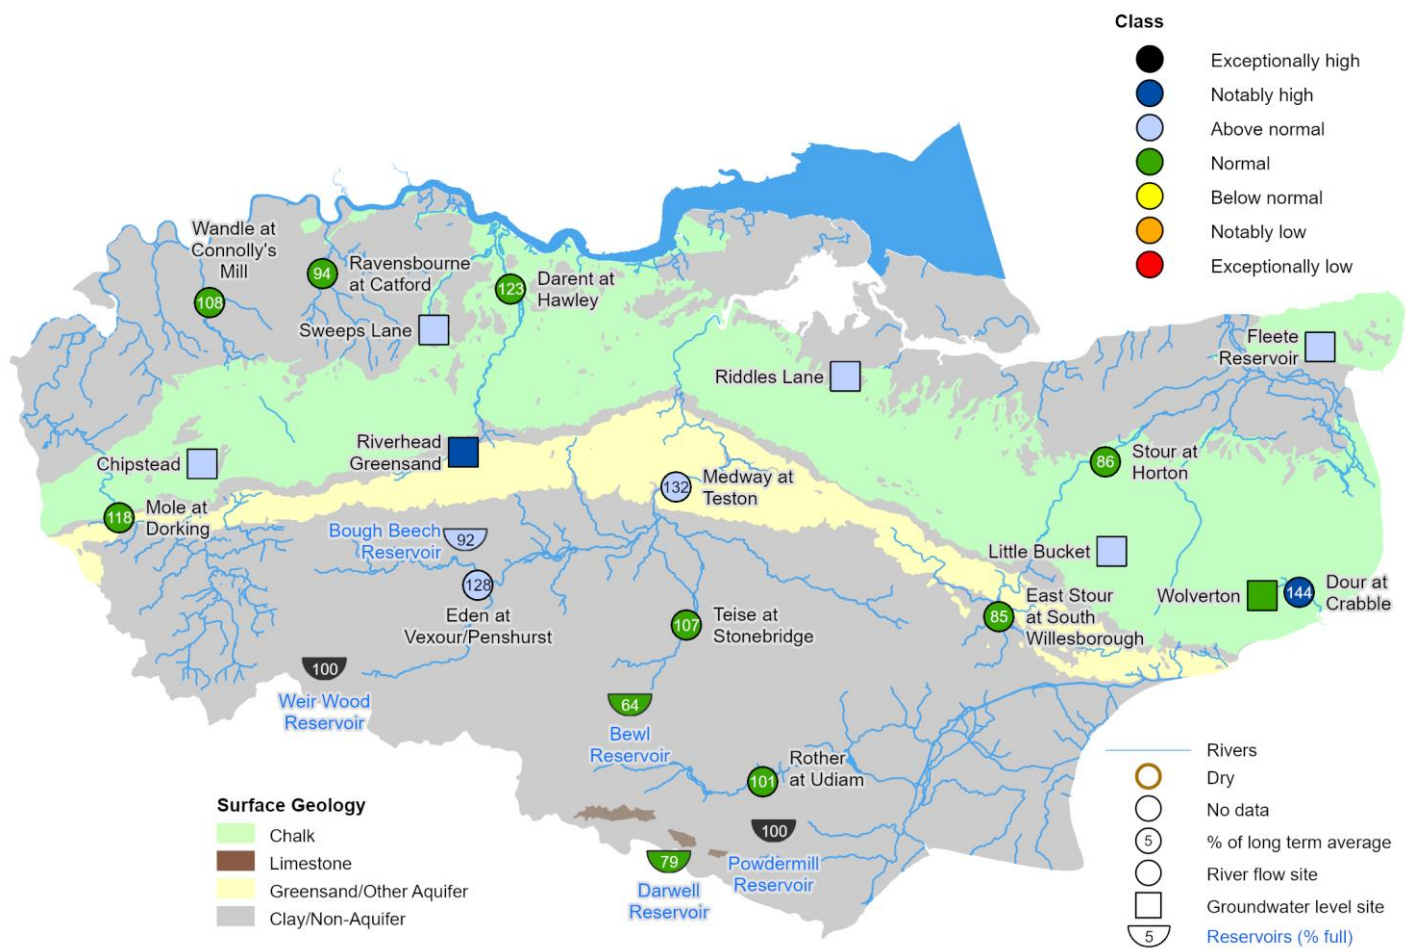 Class
Exceptionally high
Notably high
Above normal
Normal
Below normal
Notably low
Exceptionally low
Wandle at
Connolly's
Mill
108
94
Ravensbourne
at Catford
123
Darent at
Hawley
Sweeps Lane
Riddles Lane
Fleete
Reservoir
Chipstead
Riverhead
Greensand
118
Mole at
Dorking
132
Medway at
Teston
86
Stour at
Horton
Bough Beech
Reservoir
92
128
Eden at
Vexour/Penshurst
Little Bucket
Wolverton
144
Dour at
Crabble
107
Teise at
Stonebridge
85
East Stour
at South
Willesborough
100
Weir Wood
Reservoir
64
Bewl
Reservoir
101
Rother
at Udiam
100
Powdermill
Reservoir
79
Darwell
Reservoir
Surface Geology
Chalk
Limestone
Greensand/Other Aquifer
Clay/Non-Aquifer
Rivers
Dry
No data
5
% of long term average
River flow site
Groundwater level site
5
Reservoirs (% full)